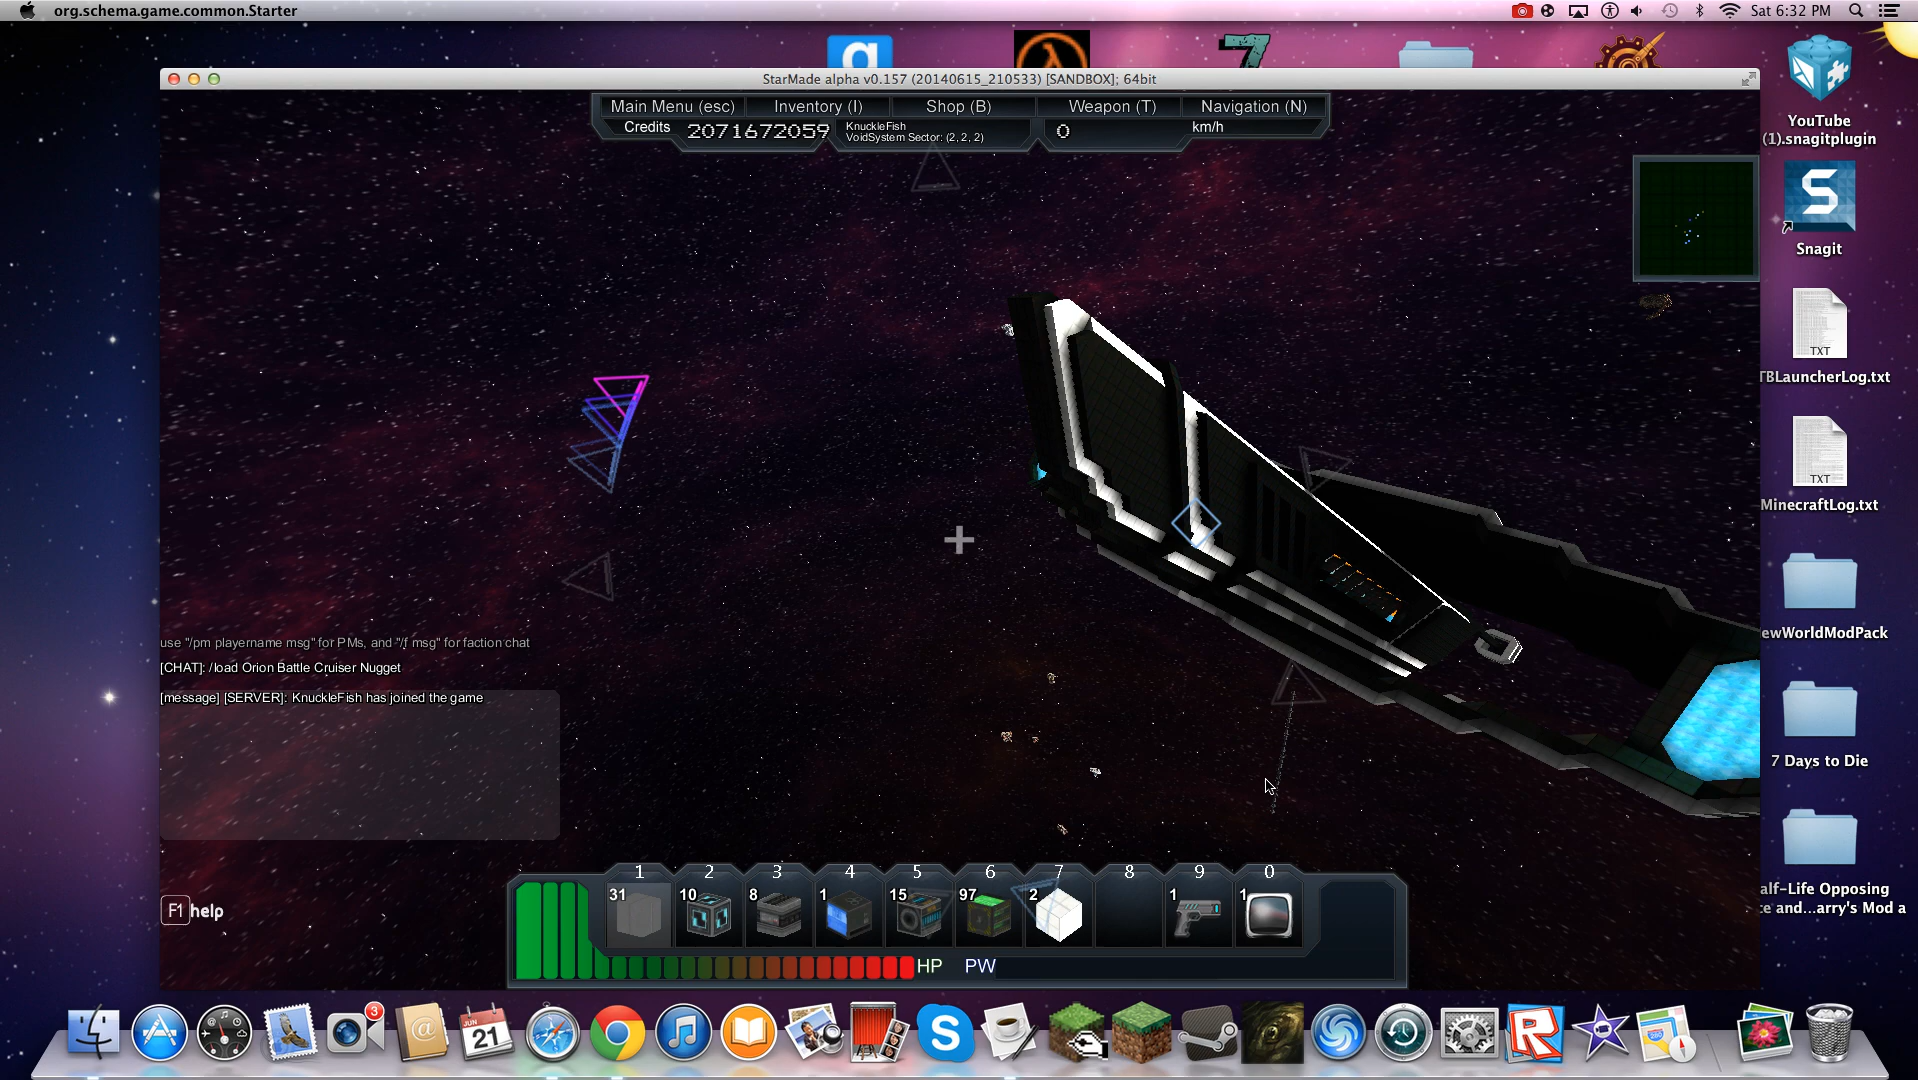 org.schema.game.common.Starter
Sat 6:32 PM
StarMade alpha v0.157 (20140615_210533) [SANDBOX]; 64bit
Main Menu (esc) Inventory (I) Shop (B) Weapon (T) Navigation (N)
Credits 2071672059 KnuckleFish 0 km/h
VoidSystem Sector: (2, 2, 2)
YouTube
(1).snagitplugin
Snagit
TXT
TBLauncherLog.txt
TXT
MinecraftLog.txt
ewWorldModPack
7 Days to Die
alf-Life Opposing
ce and...arry's Mod a
use "/pm playername msg" for PMs, and "/f msg" for faction chat
[CHAT]: /load Orion Battle Cruiser Nugget
[message] [SERVER]: KnuckleFish has joined the game
F1 help
1 2 3 4 5 6 7 8 9 0
31 10 8 1 15 97 2 1 1
HP PW
3
JUN
21